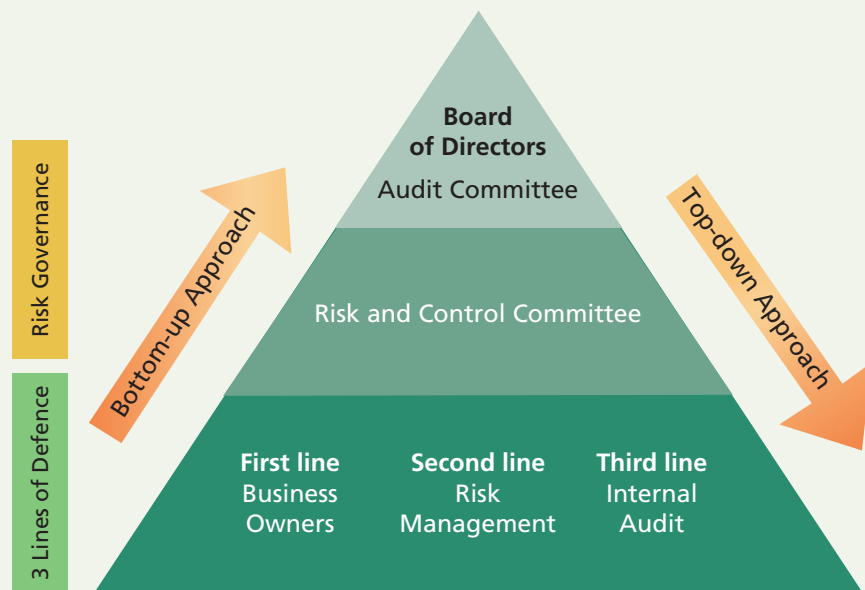 Board
of Directors
Audit Committee
Risk Governance
Bottom-up Approach
Top-down Approach
Risk and Control Committee
3 Lines of Defence
First line
Business
Owners
Second line
Risk
Management
Third line
Internal
Audit